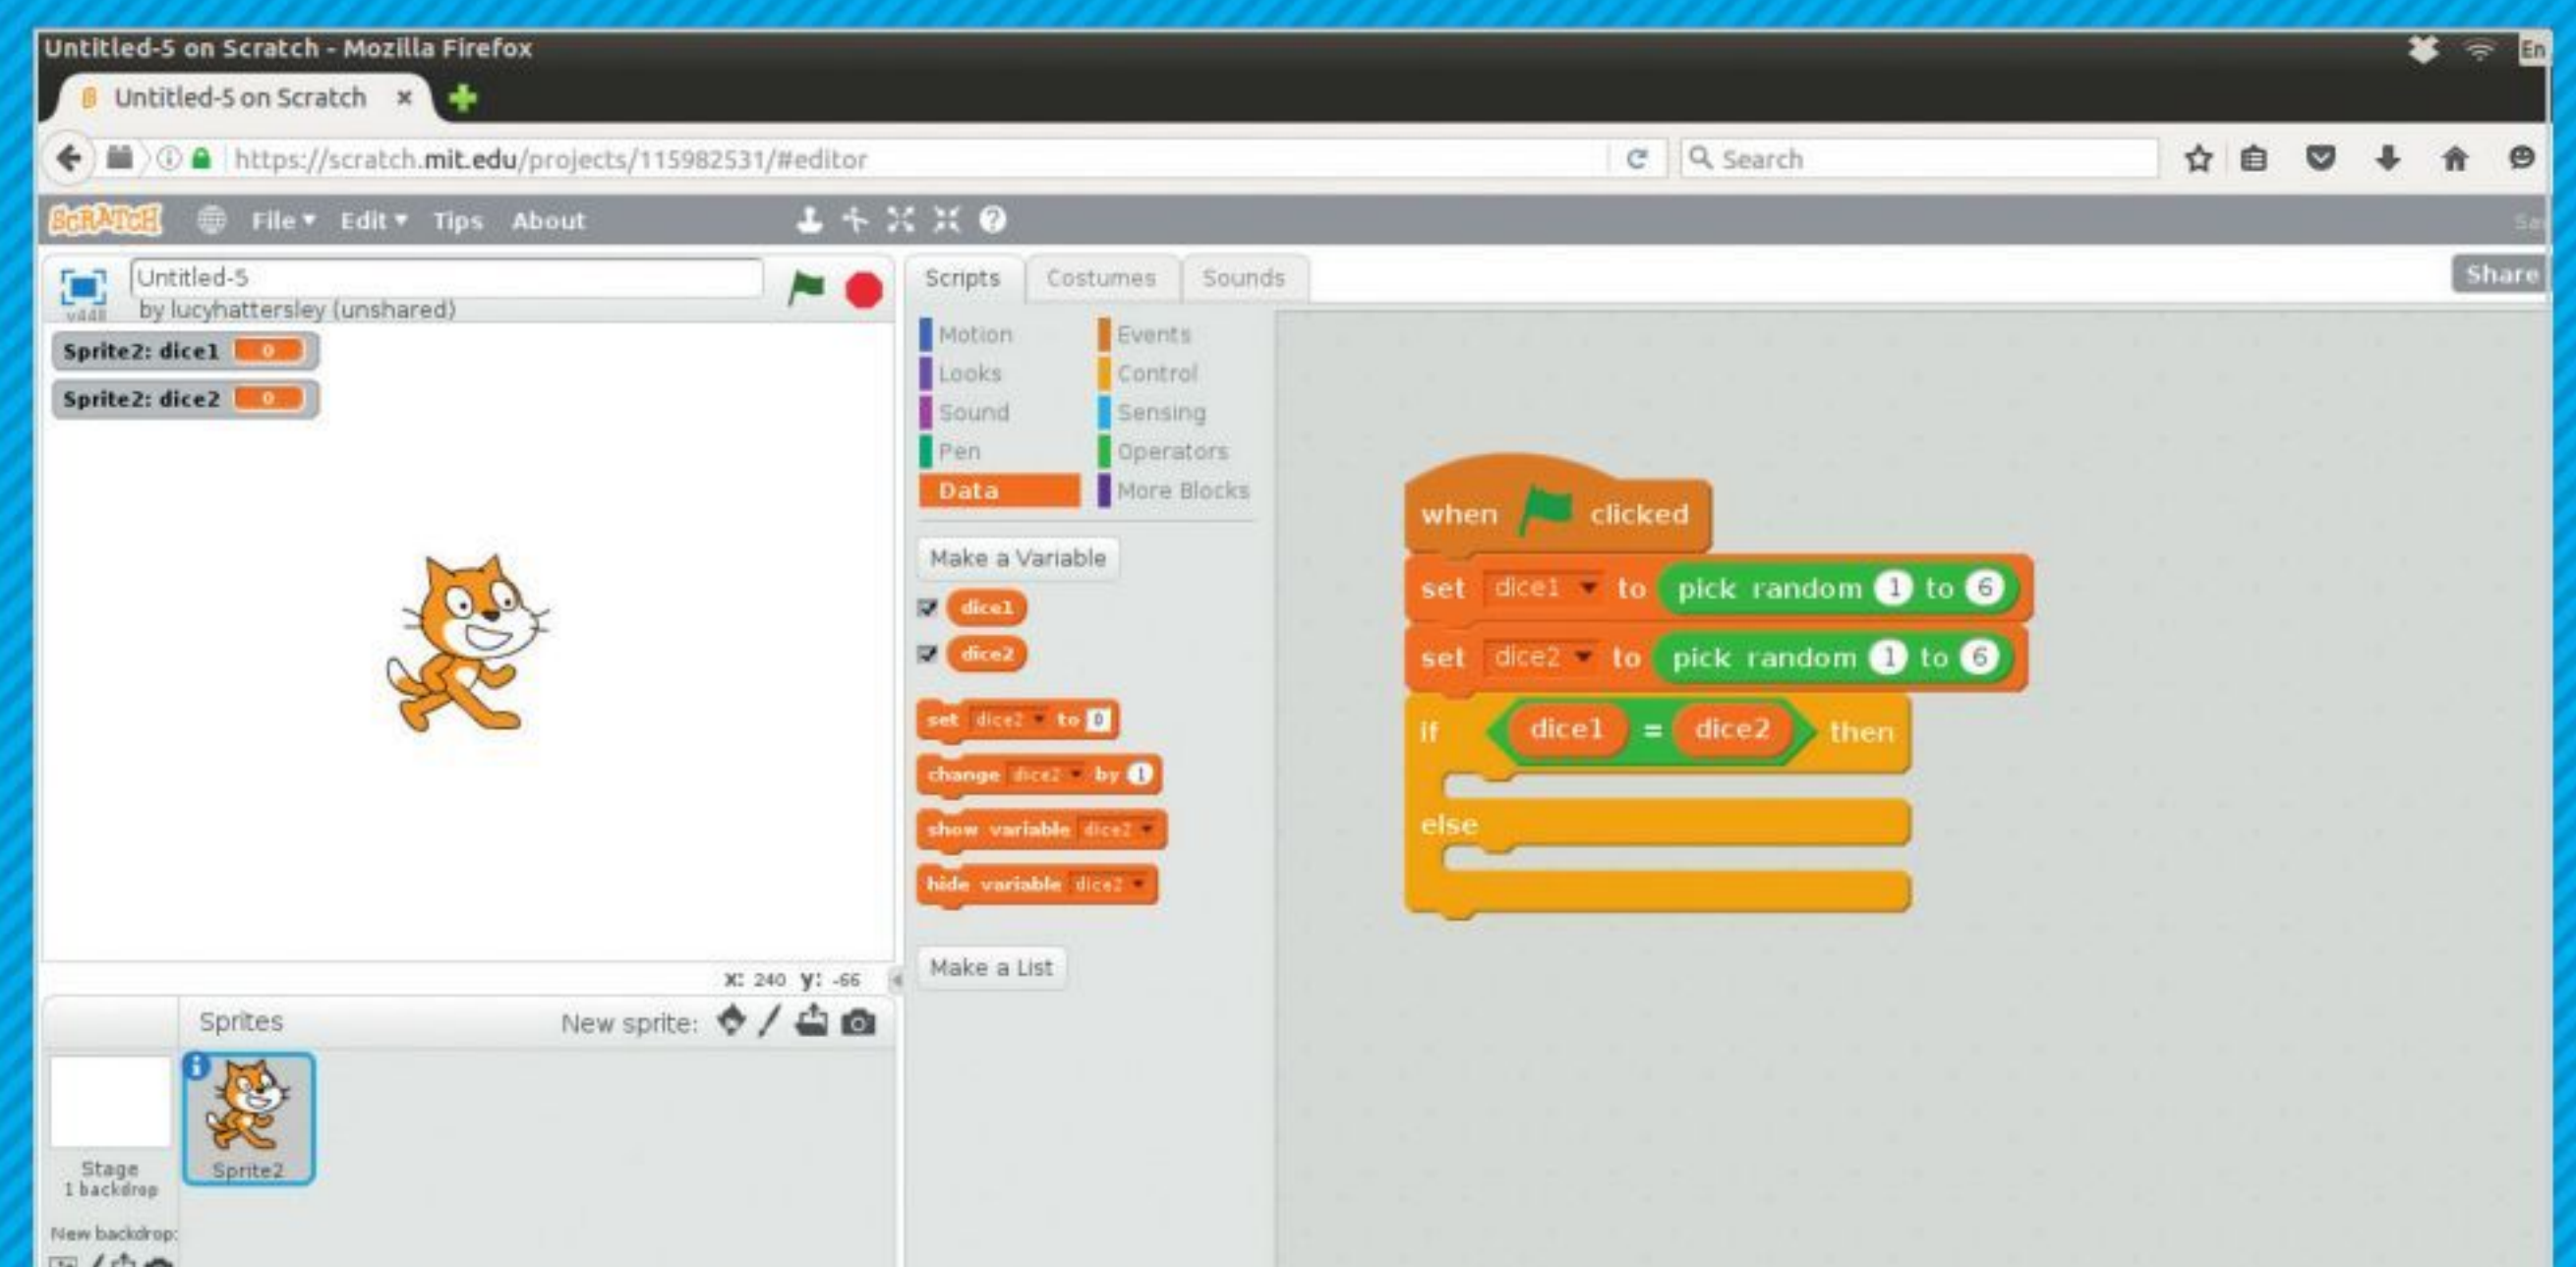 Untitled-5 on Scratch - Mozilla Firefox
En
Untitled-5 on Scratch
https://scratch.mit.edu/projects/115982531/#editor
Search
SCRATCH File Edit Tips About
Untitled-5
by lucyhattersley (unshared)
v448
Sprite2: dice1 0
Sprite2: dice2 0
x: 240 y: -66
Sprites New sprite:
Stage
1 backdrop
Sprite2
New backdrop:
Scripts Costumes Sounds
Share
Motion Events
Looks Control
Sound Sensing
Pen Operators
Data More Blocks
Make a Variable
dice1
dice2
set dice2 to 0
change dice2 by 1
show variable dice2
hide variable dice2
Make a List
when clicked
set dice1 to pick random 1 to 6
set dice2 to pick random 1 to 6
if dice1 = dice2 then
else